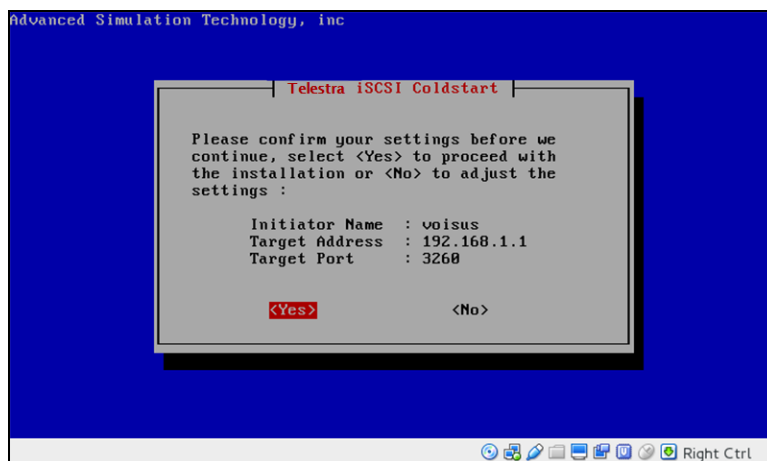 Advanced Simulation Technology, inc
Telestra iSCSI Coldstart
Please confirm your settings before we
continue, select <Yes> to proceed with
the installation or <No> to adjust the
settings :
Initiator Name : voisus
Target Address : 192.168.1.1
Target Port : 3260
<Yes> <No>
Right Ctrl